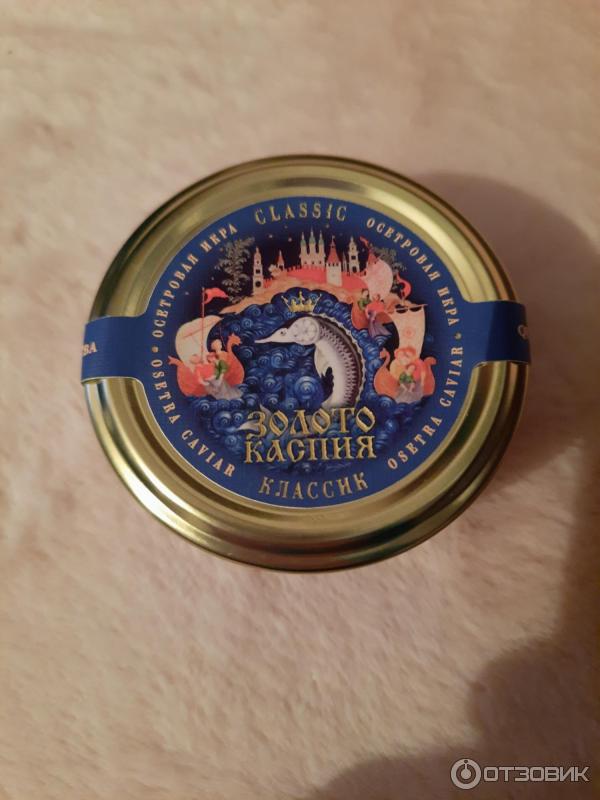 CLASSIC
ОСЕТРОВАЯ ИКРА
ОСЕТРОВАЯ ИКРА
OSETRA CAVIAR
OSETRA CAVIAR
ЗОЛОТО
КАСПИЯ
КЛАССИК
ОТЗОВИК